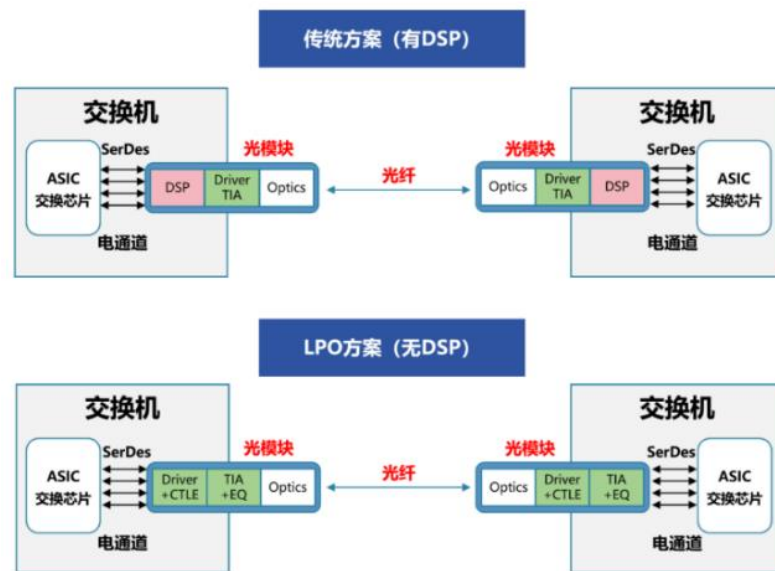 传统方案（有DSP）
交换机
交换机
SerDes
光模块
光模块
SerDes
ASIC
交换芯片
DSP
Driver
TIA
Optics
光纤
Optics
Driver
TIA
DSP
ASIC
交换芯片
电通道
电通道
LPO方案（无DSP）
交换机
交换机
SerDes
光模块
光模块
SerDes
ASIC
交换芯片
Driver
+CTLE
TIA
+EQ
Optics
光纤
Optics
Driver
+CTLE
TIA
+EQ
ASIC
交换芯片
电通道
电通道